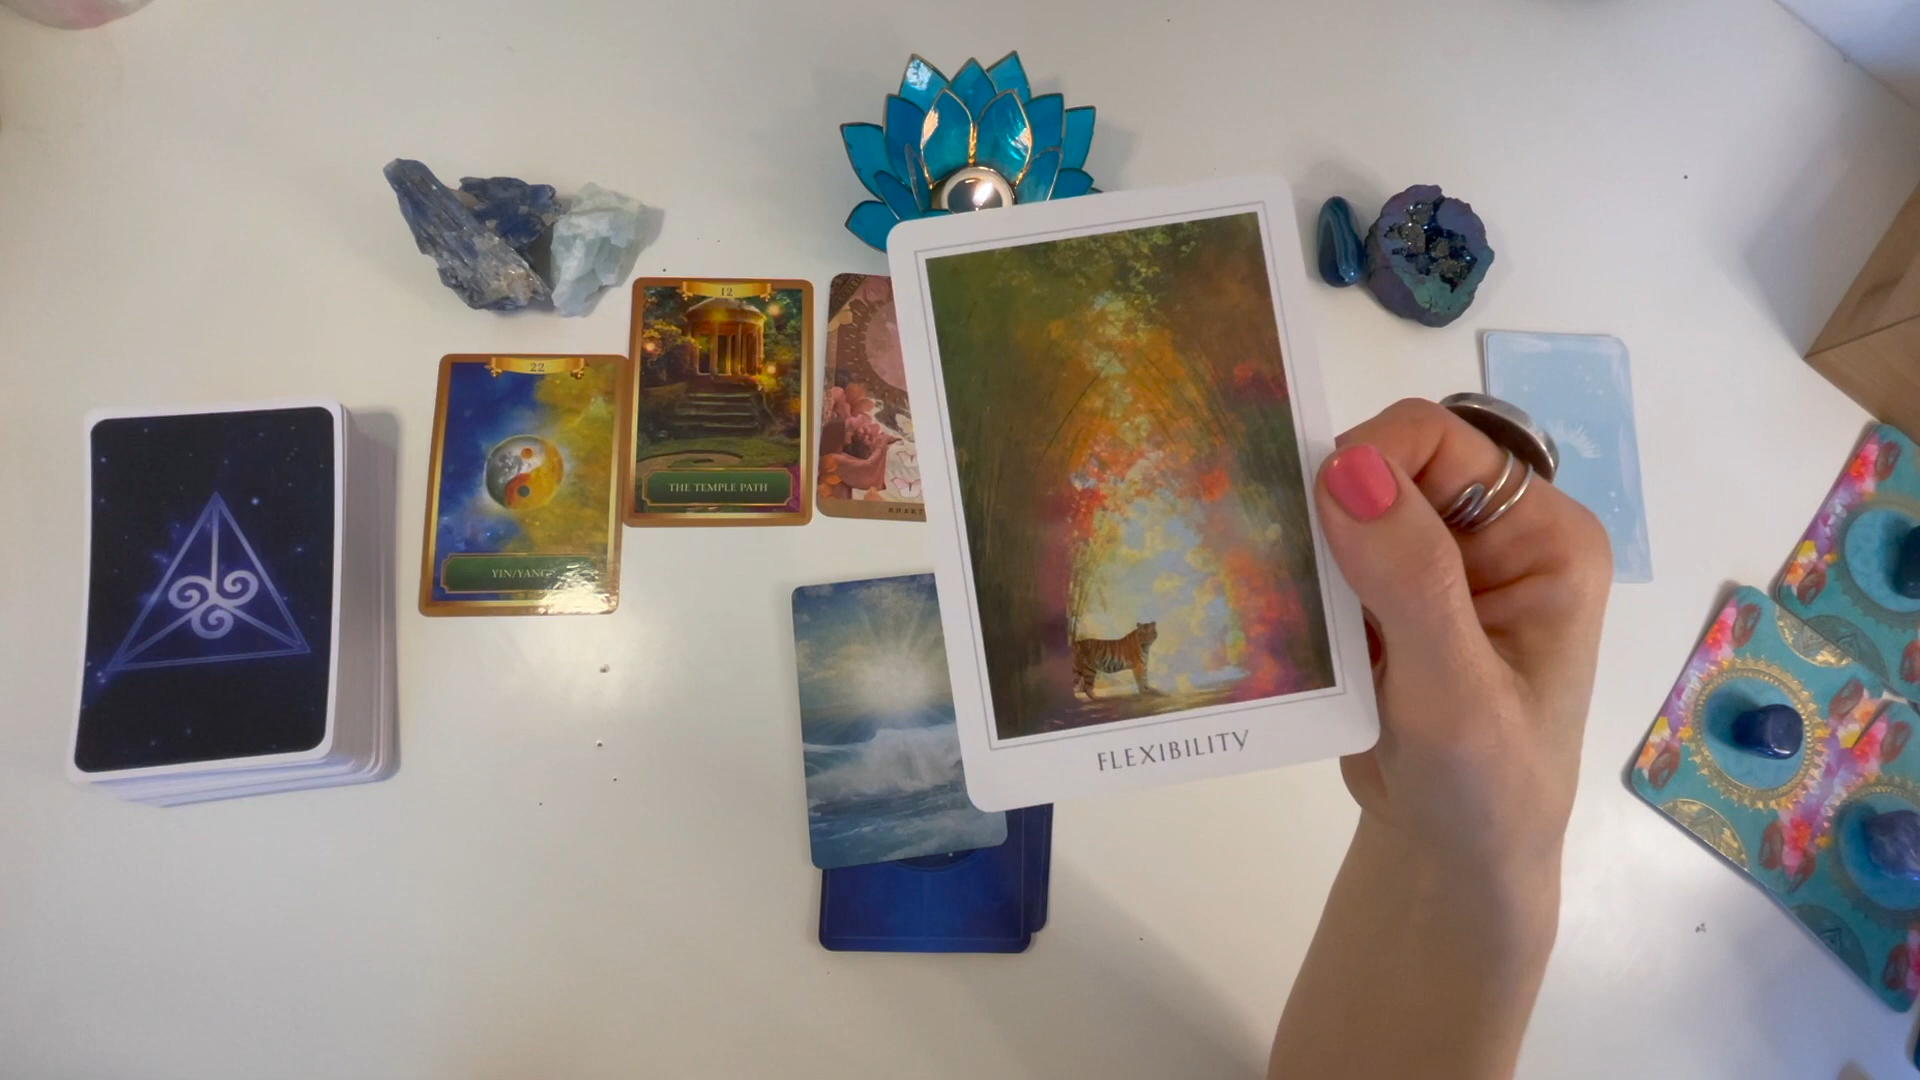 22
YIN/YANG
12
THE TEMPLE PATH
FLEXIBILITY